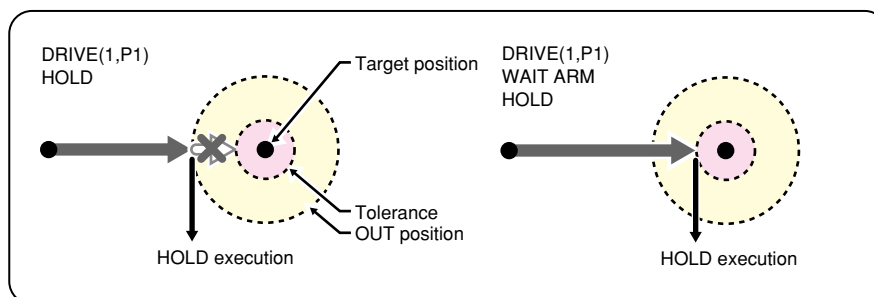 DRIVE(1,P1)
HOLD
Target position
Tolerance
OUT position
HOLD execution
DRIVE(1,P1)
WAIT ARM
HOLD
HOLD execution